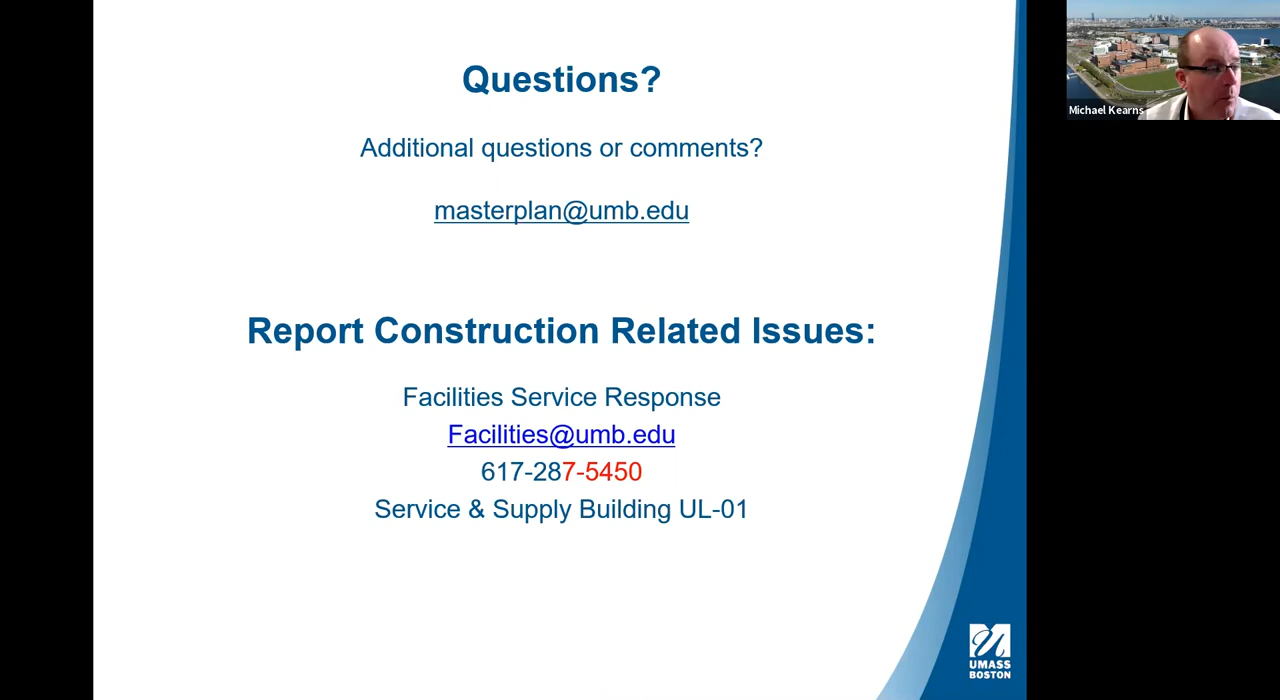 Questions?
Additional questions or comments?
masterplan@umb.edu
Report Construction Related Issues:
Facilities Service Response
Facilities@umb.edu
617-287-5450
Service & Supply Building UL-01
UMASS
BOSTON
Michael Kearns